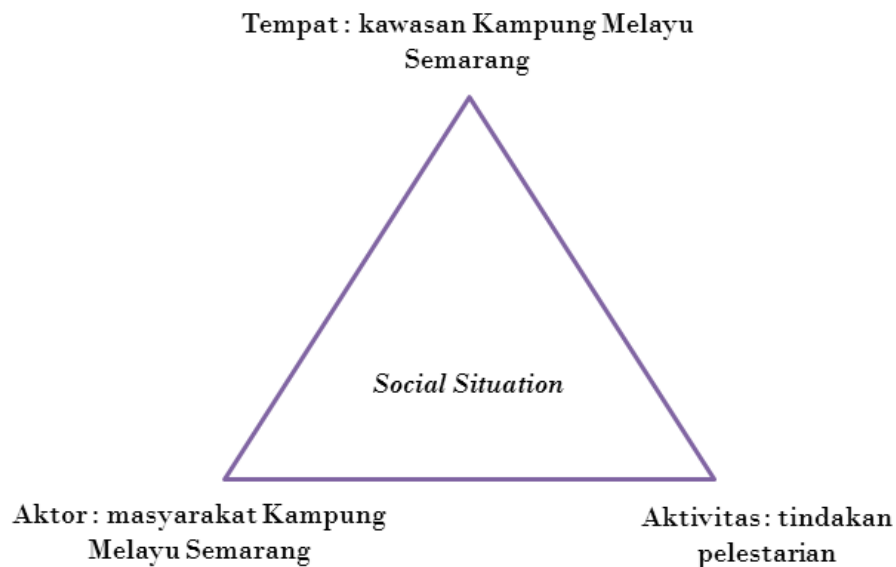 Tempat : kawasan Kampung Melayu
Semarang
Social Situation
Aktor : masyarakat Kampung
Melayu Semarang
Aktivitas : tindakan
pelestarian